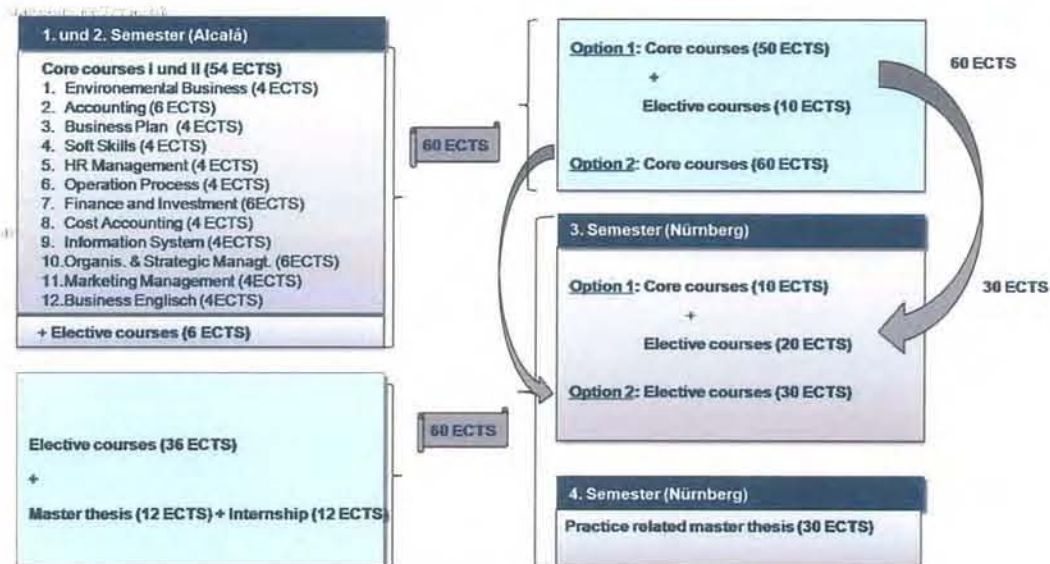 1. und 2. Semester (Alcalá)
Core courses I und II (54 ECTS)
1. Environemental Business (4 ECTS)
2. Accounting (6 ECTS)
3. Business Plan (4 ECTS)
4. Soft Skills (4 ECTS)
5. HR Management (4 ECTS)
6. Operation Process (4 ECTS)
7. Finance and Investment (6ECTS)
8. Cost Accounting (4 ECTS)
9. Information System (4ECTS)
10.Organis. & Strategic Managt. (6ECTS)
11.Marketing Management (4ECTS)
12.Business Englisch (4ECTS)
+ Elective courses (6 ECTS)
60 ECTS
Option 1: Core courses (50 ECTS)
+
Elective courses (10 ECTS)
Option 2: Core courses (60 ECTS)
60 ECTS
30 ECTS
3. Semester (Nürnberg)
Option 1: Core courses (10 ECTS)
+
Elective courses (20 ECTS)
Option 2: Elective courses (30 ECTS)
Elective courses (36 ECTS)
+
Master thesis (12 ECTS) + Internship (12 ECTS)
60 ECTS
4. Semester (Nürnberg)
Practice related master thesis (30 ECTS)